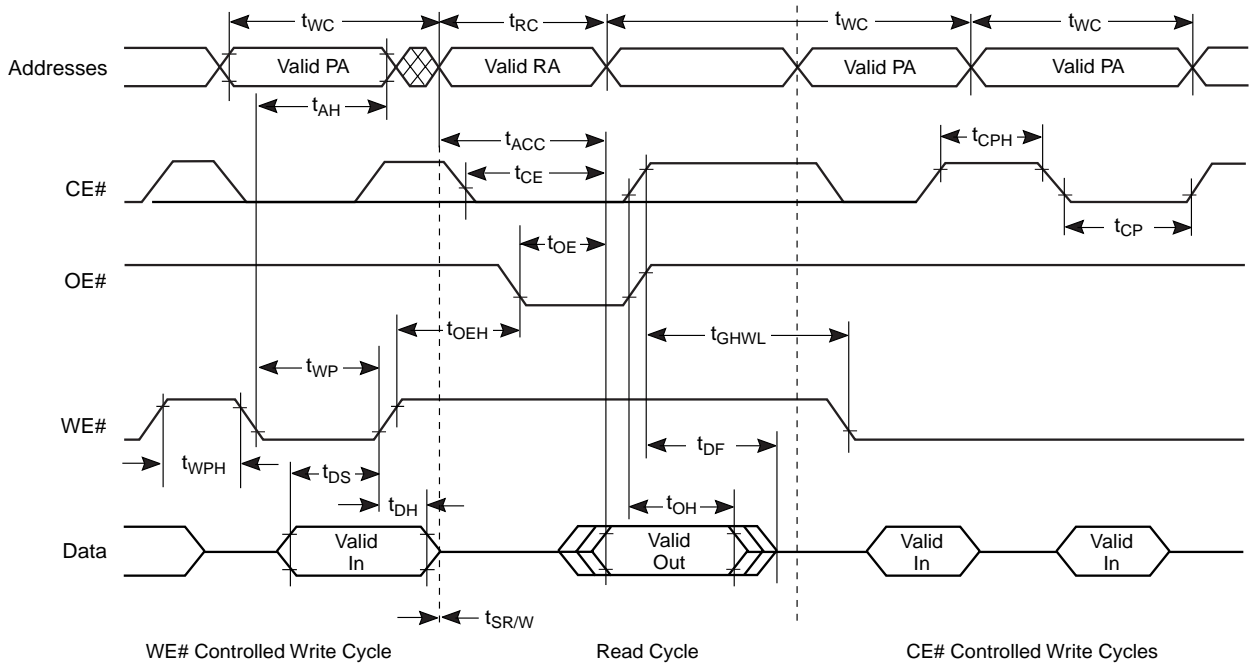 tWC tRC tWC tWC
Addresses Valid PA Valid RA Valid PA Valid PA
tAH
tACC tCPH
tCE
CE#
tOE tCP
OE#
tOEH tGHWL
tWP
WE#
tWPH tDS tDF
tDH tOH
Data Valid In Valid Out Valid In Valid In
tSR/W
WE# Controlled Write Cycle Read Cycle CE# Controlled Write Cycles